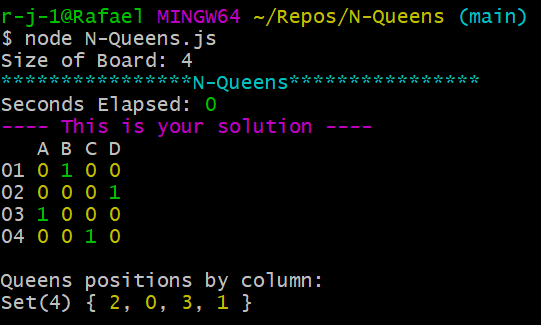 r-j-1@Rafael MINGW64 ~/Repos/N-Queens (main)
$ node N-Queens.js
Size of Board: 4
****************N-Queens****************
Seconds Elapsed: 0
---- This is your solution ----
   A B C D
01 0 1 0 0
02 0 0 0 1
03 1 0 0 0
04 0 0 1 0

Queens positions by column:
Set(4) { 2, 0, 3, 1 }